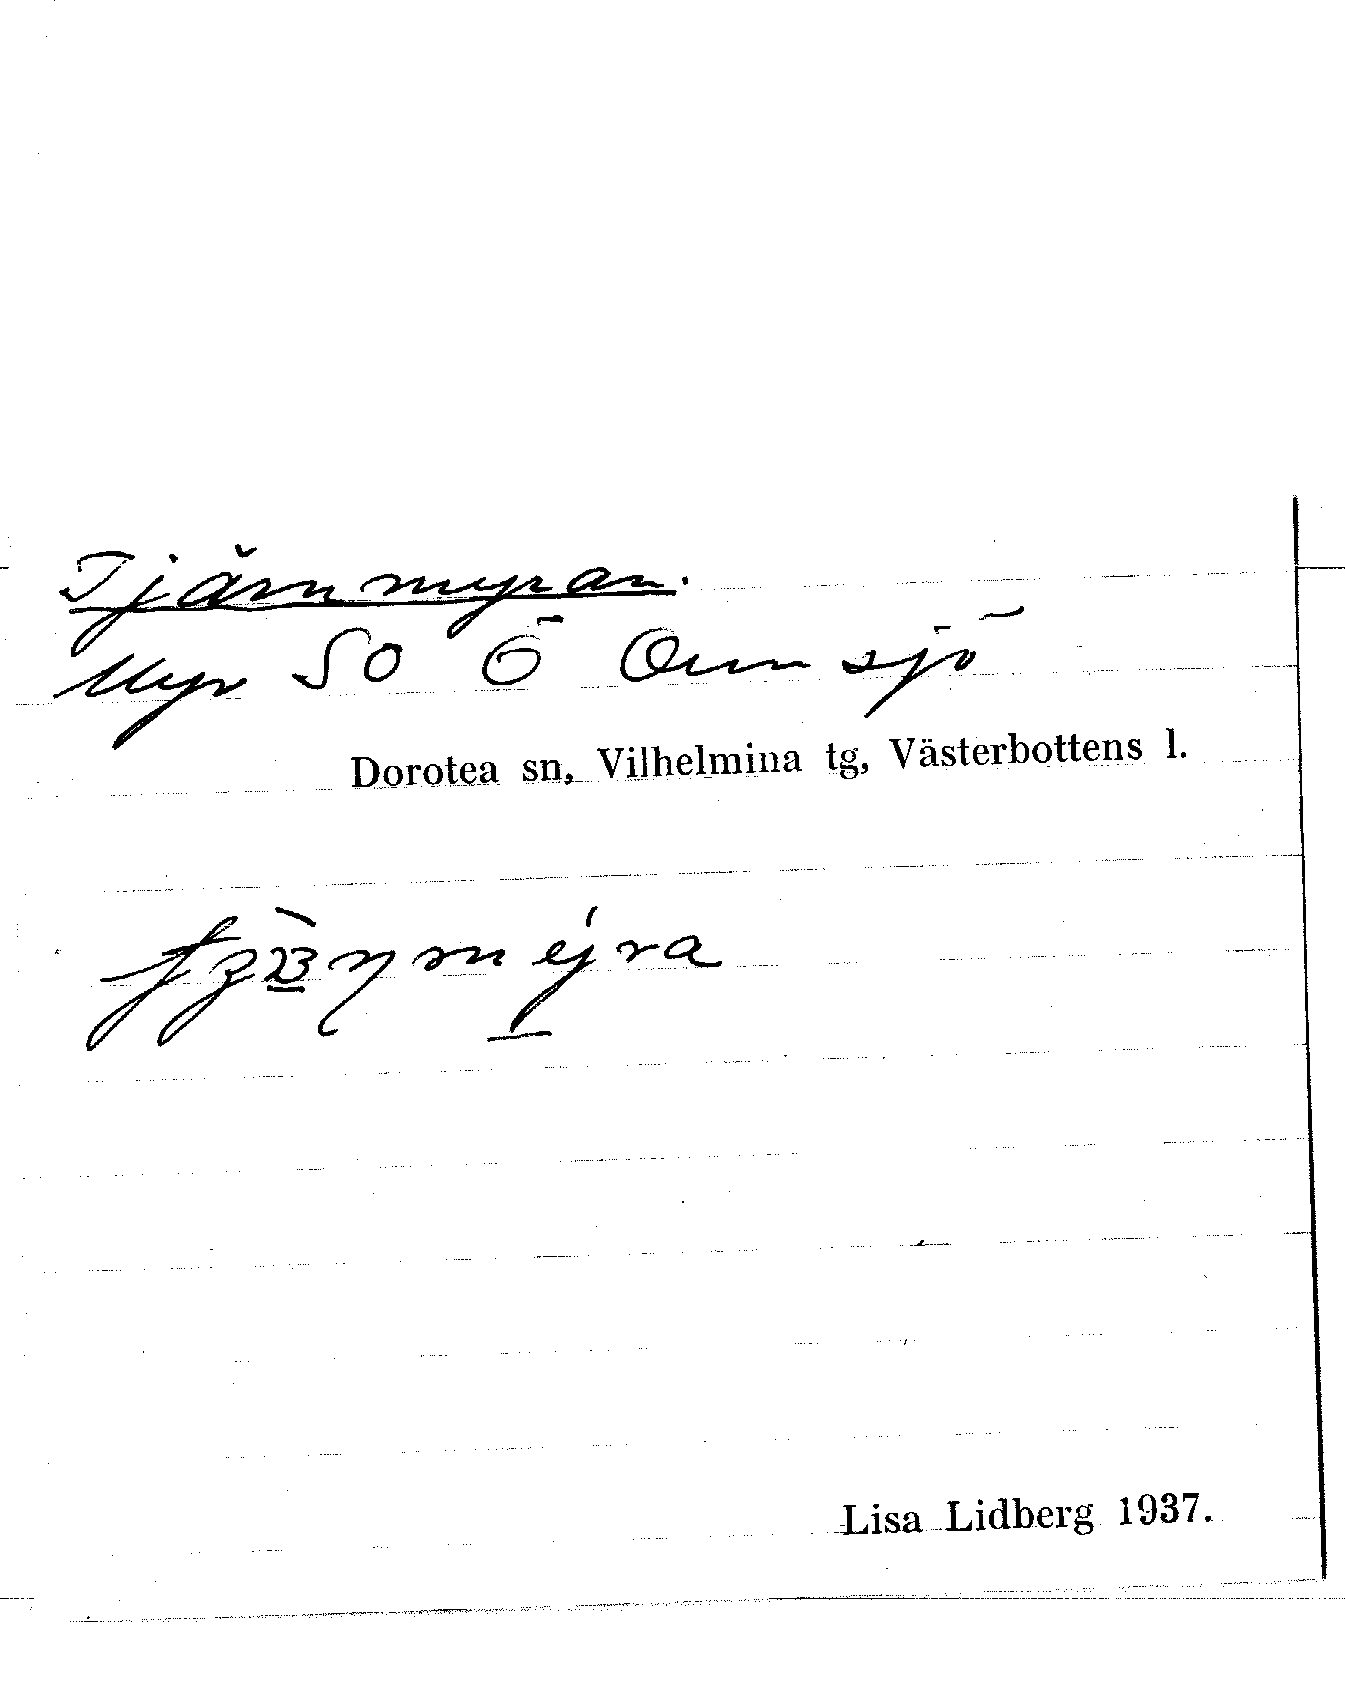 Tjärnmyran.
Myr SO Ö Ormsjö
Dorotea sn, Vilhelmina tg, Västerbottens l.
Lisa Lidberg 1937.